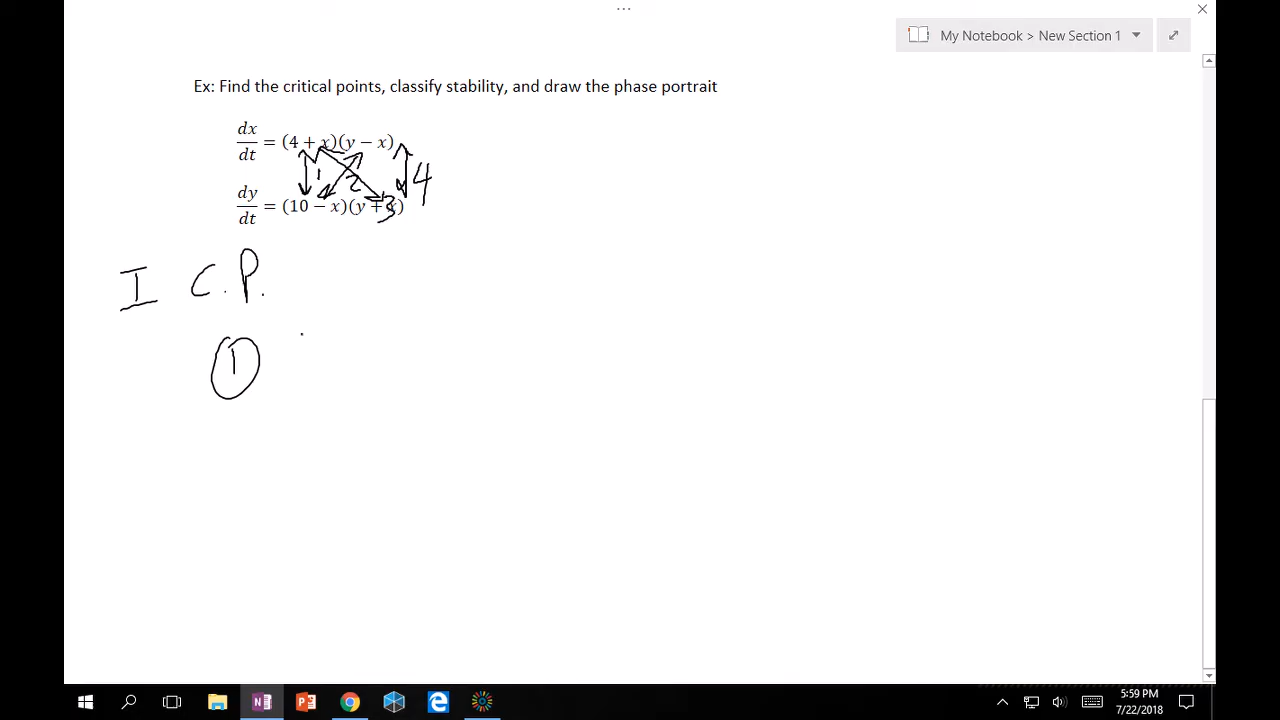 ...
My Notebook > New Section 1
Ex: Find the critical points, classify stability, and draw the phase portrait
dx/dt = (4 + x)(y − x)
1 2 3 4
dy/dt = (10 − x)(y + x)
I C.P.
1
5:59 PM
7/22/2018